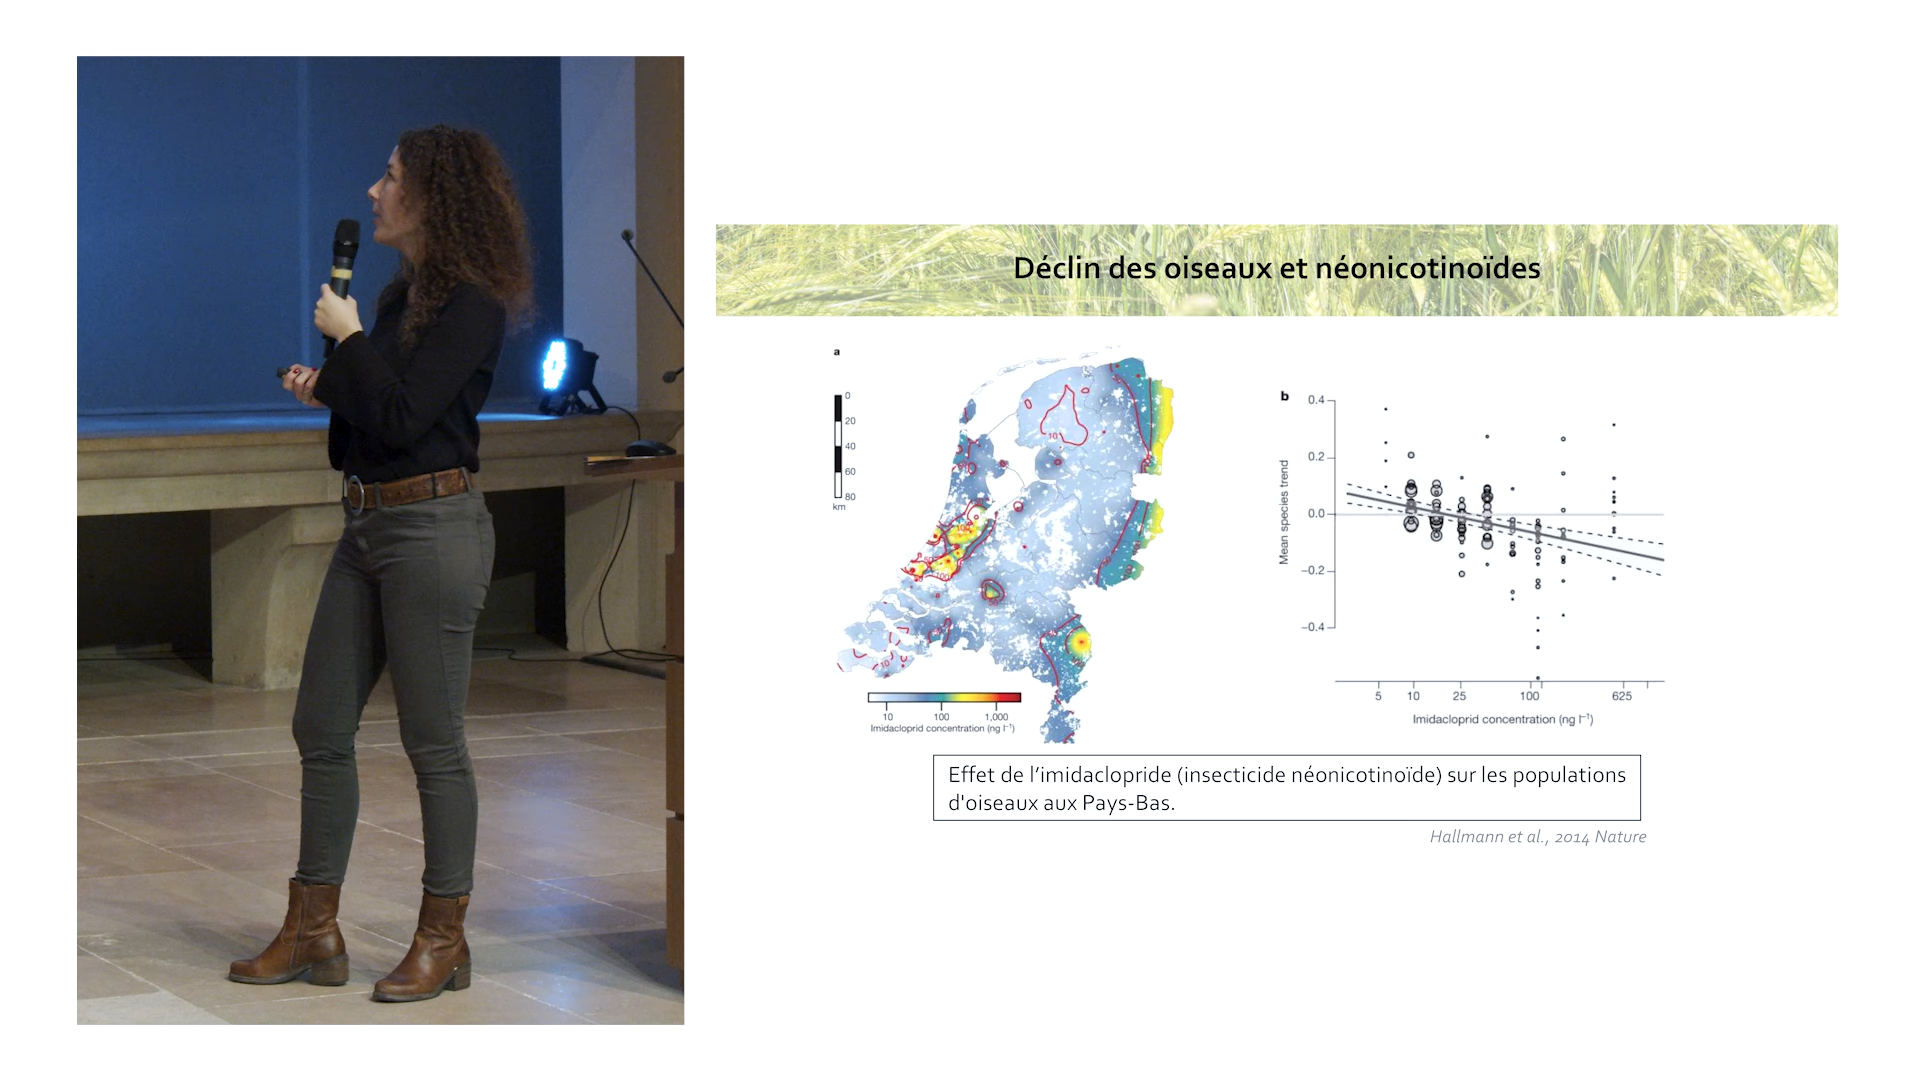 Déclin des oiseaux et néonicotinoïdes
a
0
20
40
60
80
km
10
100
1,000
Imidacloprid concentration (ng l⁻¹)
b
0.4
0.2
0.0
−0.2
−0.4
Mean species trend
5
10
25
100
625
Imidacloprid concentration (ng l⁻¹)
Effet de l'imidaclopride (insecticide néonicotinoïde) sur les populations
d'oiseaux aux Pays-Bas.
Hallmann et al., 2014 Nature